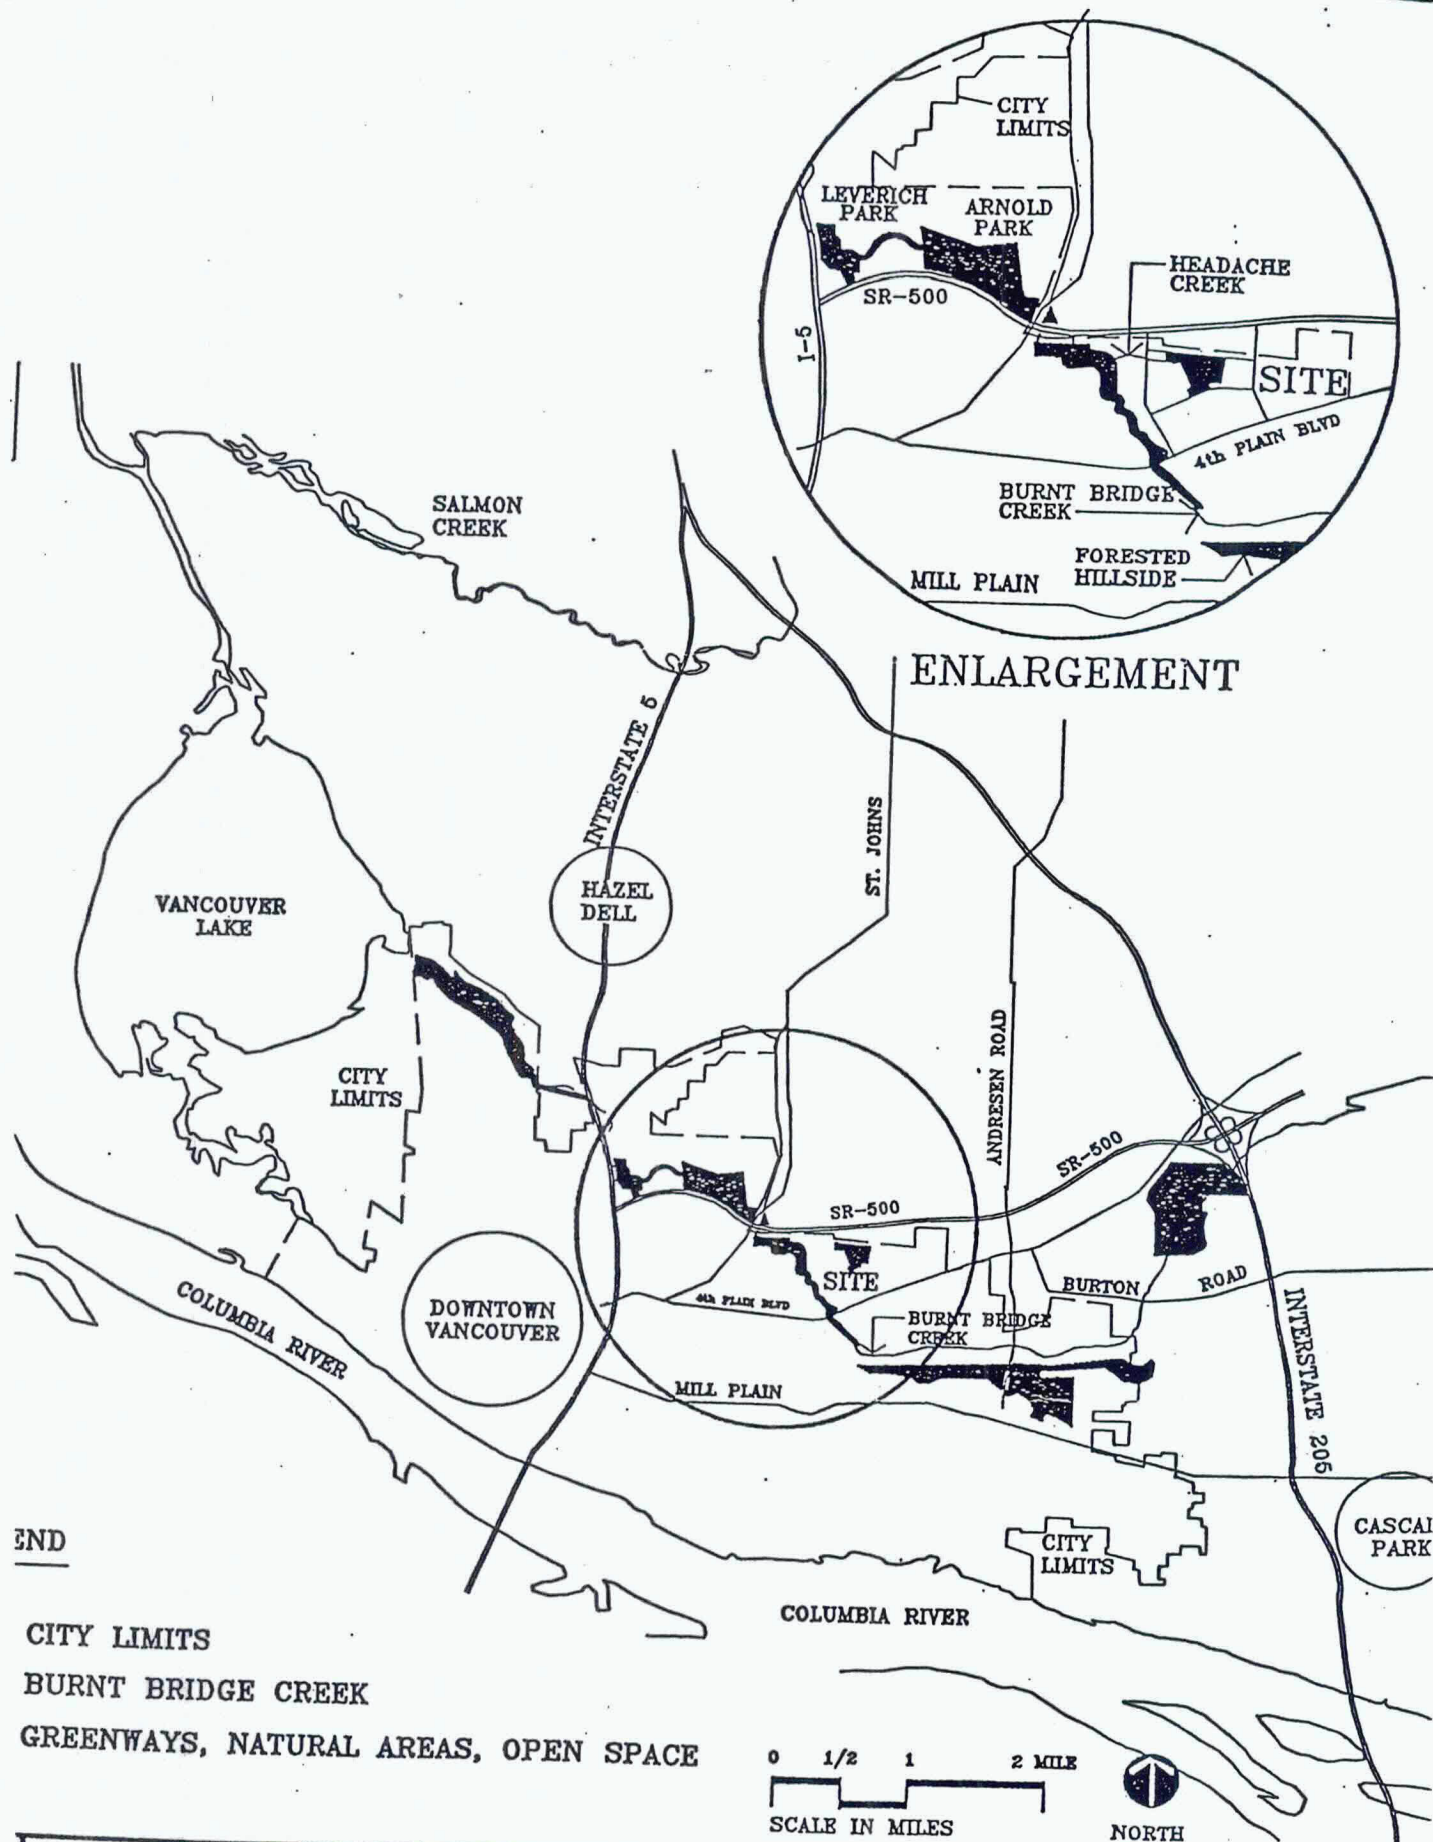 CITY
LIMITS
LEVERICH
PARK
ARNOLD
PARK
HEADACHE
CREEK
SR-500
I-5
SITE
4th PLAIN BLVD
BURNT BRIDGE
CREEK
FORESTED
HILLSIDE
MILL PLAIN
ENLARGEMENT
SALMON
CREEK
INTERSTATE 5
ST. JOHNS
HAZEL
DELL
VANCOUVER
LAKE
CITY
LIMITS
ANDRESEN ROAD
SR-500
SR-500
SITE
BURTON ROAD
4th PLAIN BLVD
BURNT BRIDGE
CREEK
DOWNTOWN
VANCOUVER
COLUMBIA RIVER
MILL PLAIN
INTERSTATE 205
CASCAD
PARK
CITY
LIMITS
COLUMBIA RIVER
END
CITY LIMITS
BURNT BRIDGE CREEK
GREENWAYS, NATURAL AREAS, OPEN SPACE
0 1/2 1 2 MILE
SCALE IN MILES
NORTH